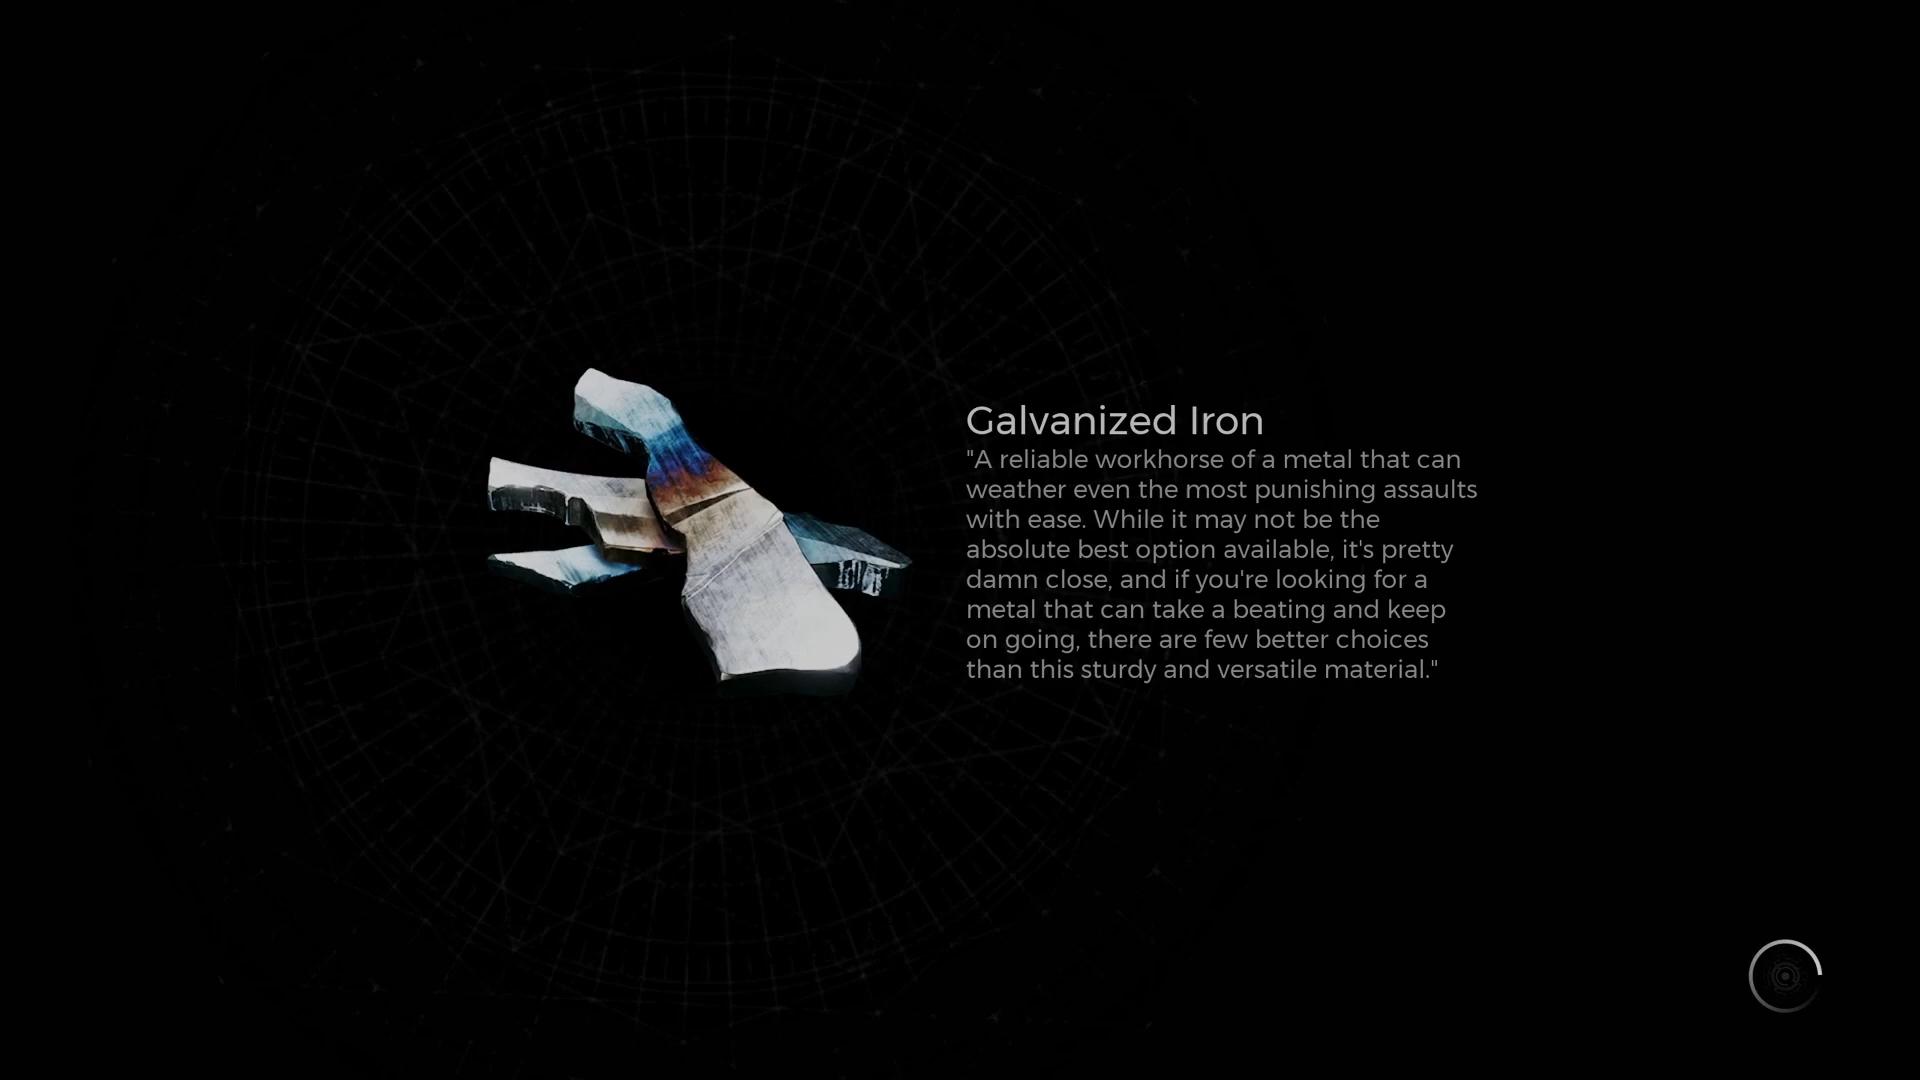 Galvanized Iron
"A reliable workhorse of a metal that can
weather even the most punishing assaults
with ease. While it may not be the
absolute best option available, it's pretty
damn close, and if you're looking for a
metal that can take a beating and keep
on going, there are few better choices
than this sturdy and versatile material."